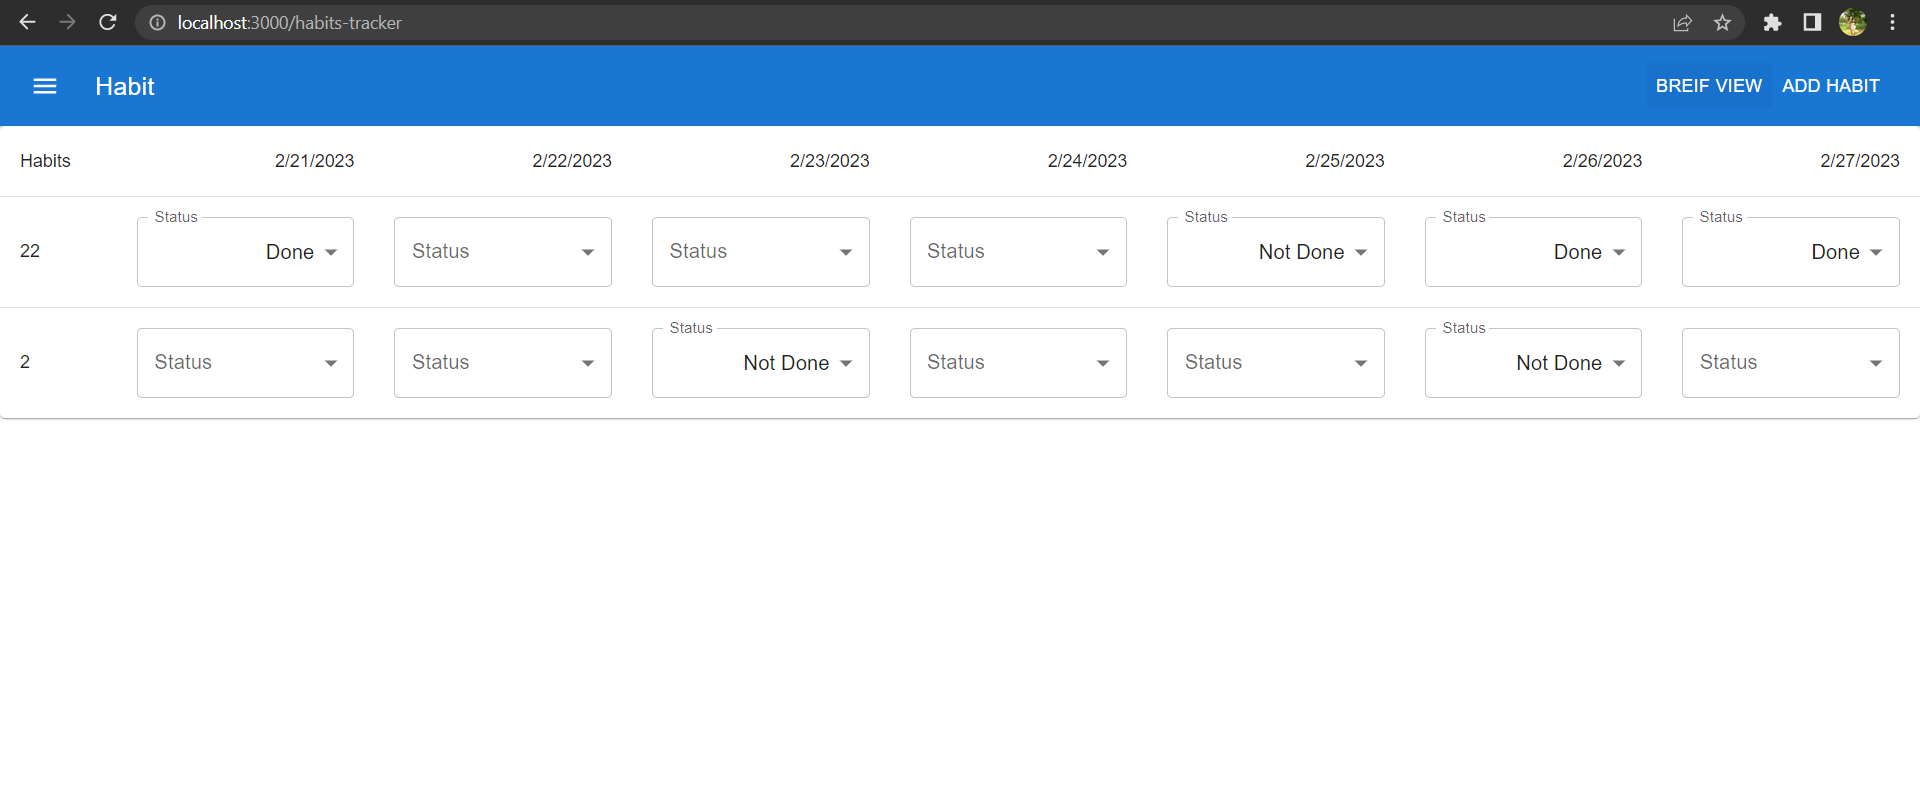 localhost:3000/habits-tracker
Habit BREIF VIEW ADD HABIT
Habits 2/21/2023 2/22/2023 2/23/2023 2/24/2023 2/25/2023 2/26/2023 2/27/2023
Status Status Status Status
22 Done Status Status Status Not Done Done Done
Status Status
2 Status Status Not Done Status Status Not Done Status